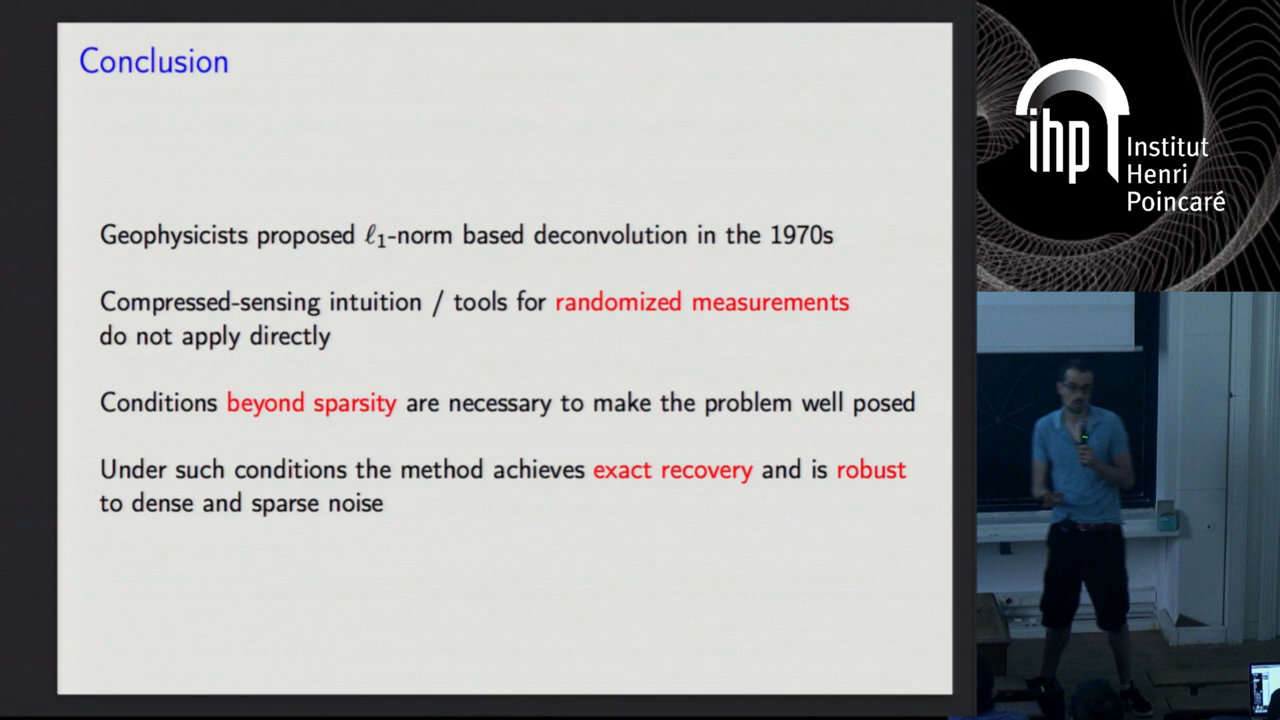 Conclusion
Geophysicists proposed ℓ1-norm based deconvolution in the 1970s
Compressed-sensing intuition / tools for randomized measurements
do not apply directly
Conditions beyond sparsity are necessary to make the problem well posed
Under such conditions the method achieves exact recovery and is robust
to dense and sparse noise
ihp
Institut
Henri
Poincaré